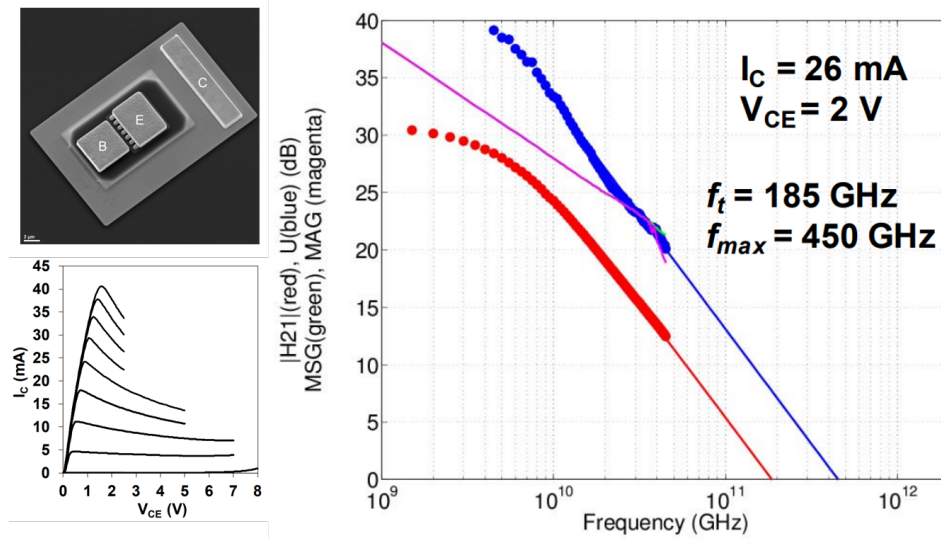 C
E
B
2 µm
45
40
35
30
25
20
15
10
5
0
I_C (mA)
0 1 2 3 4 5 6 7 8
V_CE (V)
|H21|(red), U(blue) (dB)
MSG(green), MAG (magenta)
40
35
30
25
20
15
10
5
0
10^9 10^10 10^11 10^12
Frequency (GHz)
I_C = 26 mA
V_CE = 2 V
f_t = 185 GHz
f_max = 450 GHz